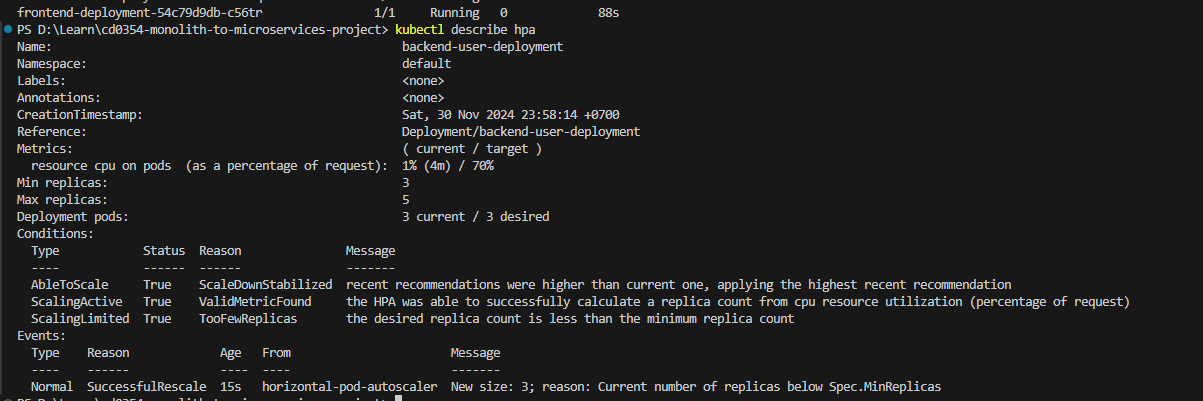 frontend-deployment-54c79d9db-c56tr 1/1 Running 0 88s
PS D:\Learn\cd0354-monolith-to-microservices-project> kubectl describe hpa
Name: backend-user-deployment
Namespace: default
Labels: <none>
Annotations: <none>
CreationTimestamp: Sat, 30 Nov 2024 23:58:14 +0700
Reference: Deployment/backend-user-deployment
Metrics: ( current / target )
resource cpu on pods (as a percentage of request): 1% (4m) / 70%
Min replicas: 3
Max replicas: 5
Deployment pods: 3 current / 3 desired
Conditions:
Type Status Reason Message
---- ------ ------ -------
AbleToScale True ScaleDownStabilized recent recommendations were higher than current one, applying the highest recent recommendation
ScalingActive True ValidMetricFound the HPA was able to successfully calculate a replica count from cpu resource utilization (percentage of request)
ScalingLimited True TooFewReplicas the desired replica count is less than the minimum replica count
Events:
Type Reason Age From Message
---- ------ ---- ---- -------
Normal SuccessfulRescale 15s horizontal-pod-autoscaler New size: 3; reason: Current number of replicas below Spec.MinReplicas
PS D:\Learn\cd0354-monolith-to-microservices-project>